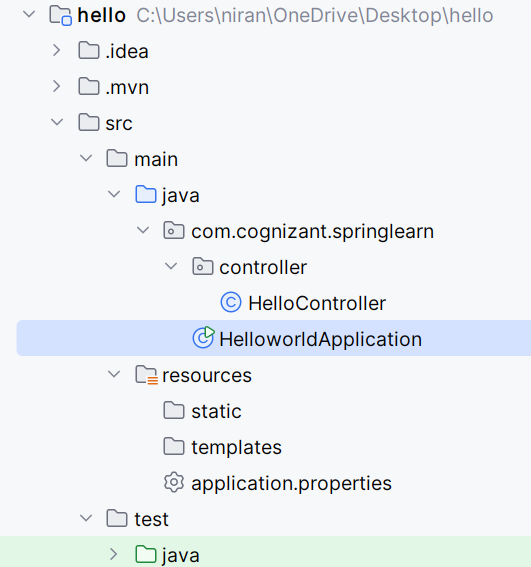 hello C:\Users\niran\OneDrive\Desktop\hello
.idea
.mvn
src
main
java
com.cognizant.springlearn
controller
HelloController
HelloworldApplication
resources
static
templates
application.properties
test
java